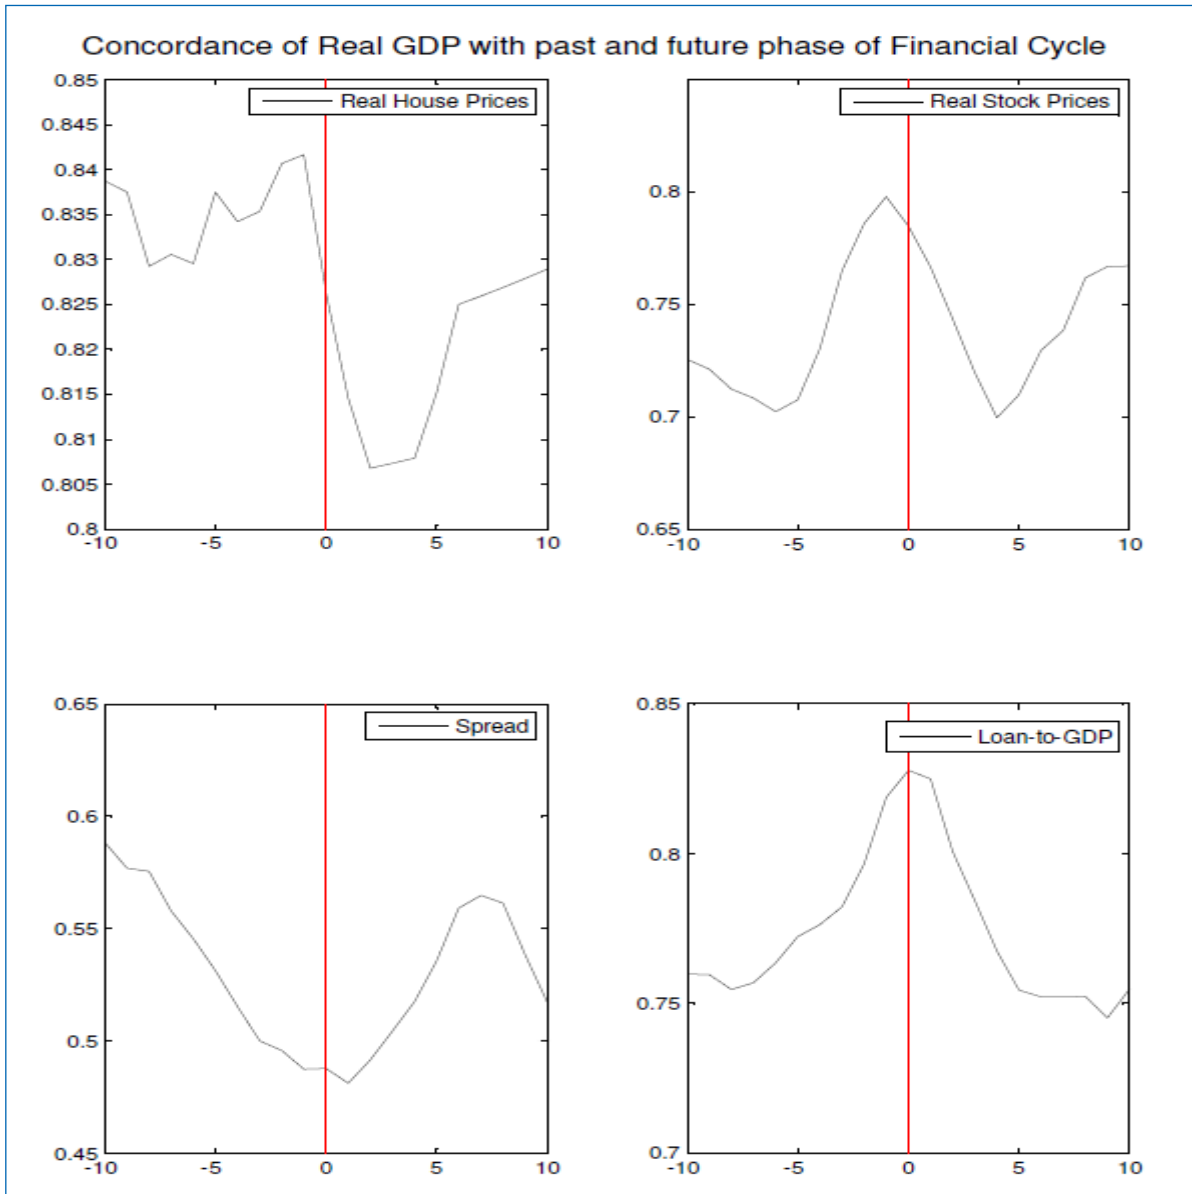 Concordance of Real GDP with past and future phase of Financial Cycle
Real House Prices
0.85
0.845
0.84
0.835
0.83
0.825
0.82
0.815
0.81
0.805
0.8
-10 -5 0 5 10
Real Stock Prices
0.8
0.75
0.7
0.65
-10 -5 0 5 10
Spread
0.65
0.6
0.55
0.5
0.45
-10 -5 0 5 10
Loan-to-GDP
0.85
0.8
0.75
0.7
-10 -5 0 5 10